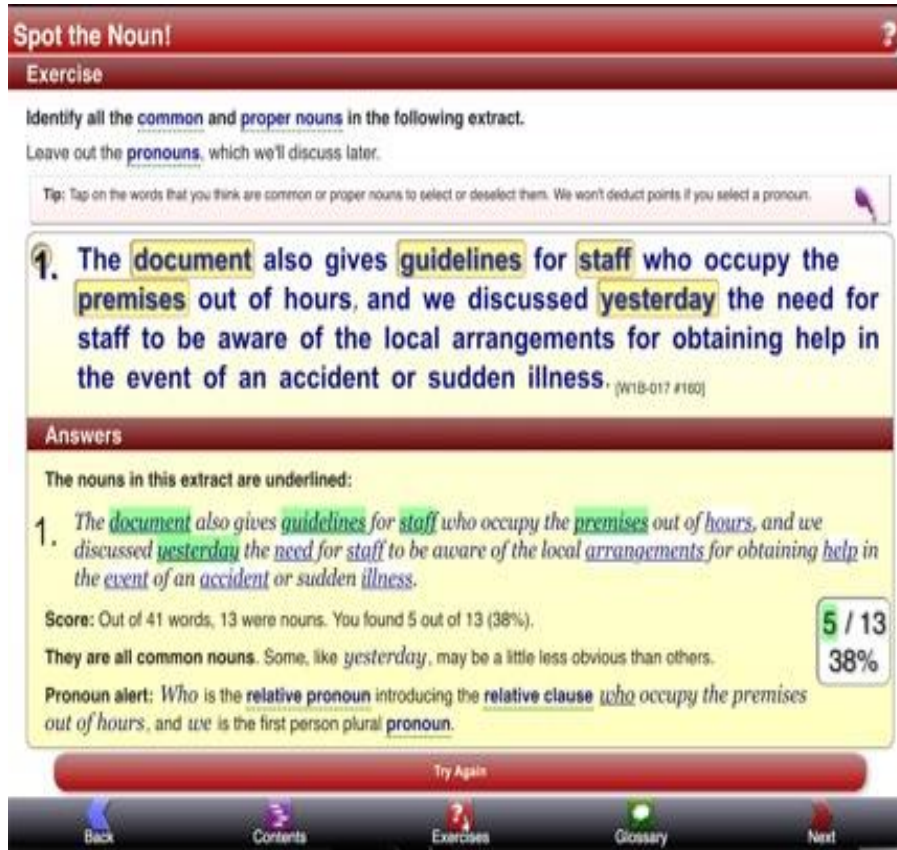 Spot the Noun!
?
Exercise
Identify all the common and proper nouns in the following extract.
Leave out the pronouns, which we'll discuss later.
Tip: Tap on the words that you think are common or proper nouns to select or deselect them. We won't deduct points if you select a pronoun.
1. The document also gives guidelines for staff who occupy the
premises out of hours, and we discussed yesterday the need for
staff to be aware of the local arrangements for obtaining help in
the event of an accident or sudden illness. [W1B-017 #160]
Answers
The nouns in this extract are underlined:
1. The document also gives guidelines for staff who occupy the premises out of hours, and we
discussed yesterday the need for staff to be aware of the local arrangements for obtaining help in
the event of an accident or sudden illness.
Score: Out of 41 words, 13 were nouns. You found 5 out of 13 (38%).
5 / 13
38%
They are all common nouns. Some, like yesterday, may be a little less obvious than others.
Pronoun alert: Who is the relative pronoun introducing the relative clause who occupy the premises
out of hours, and we is the first person plural pronoun.
Try Again
Back Contents Exercises Glossary Next